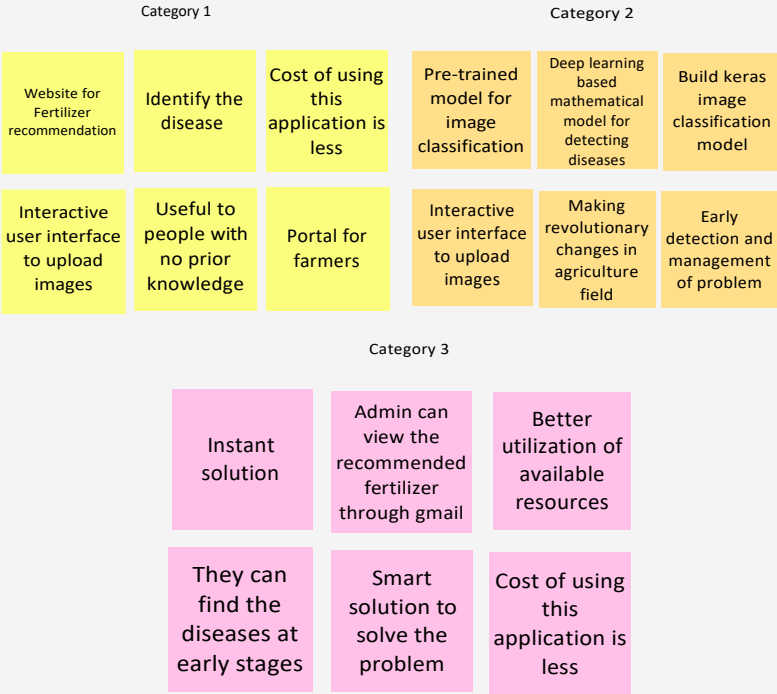 Category 1
Website for
Fertilizer
recommendation
Identify the
disease
Cost of using
this
application is
less
Interactive
user interface
to upload
images
Useful to
people with
no prior
knowledge
Portal for
farmers
Category 2
Pre-trained
model for
image
classification
Deep learning
based
mathematical
model for
detecting
diseases
Build keras
image
classification
model
Interactive
user interface
to upload
images
Making
revolutionary
changes in
agriculture
field
Early
detection and
management
of problem
Category 3
Instant
solution
Admin can
view the
recommended
fertilizer
through gmail
Better
utilization of
available
resources
They can
find the
diseases at
early stages
Smart
solution to
solve the
problem
Cost of using
this
application is
less